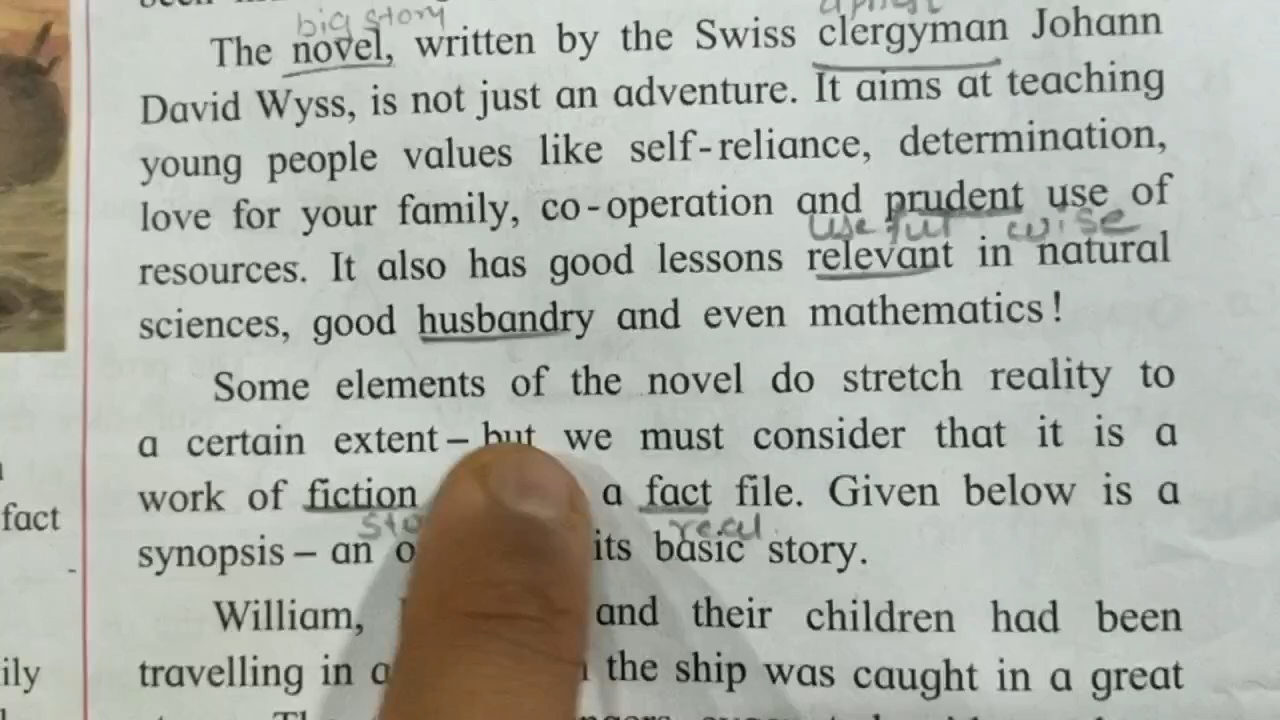 big story
The novel, written by the Swiss clergyman Johann
David Wyss, is not just an adventure. It aims at teaching
young people values like self-reliance, determination,
love for your family, co-operation and prudent use of
useful wise
resources. It also has good lessons relevant in natural
sciences, good husbandry and even mathematics!
Some elements of the novel do stretch reality to
a certain extent – but we must consider that it is a
work of fiction a fact file. Given below is a
real
synopsis – an its basic story.
William, and their children had been
travelling in the ship was caught in a great
fact
ily